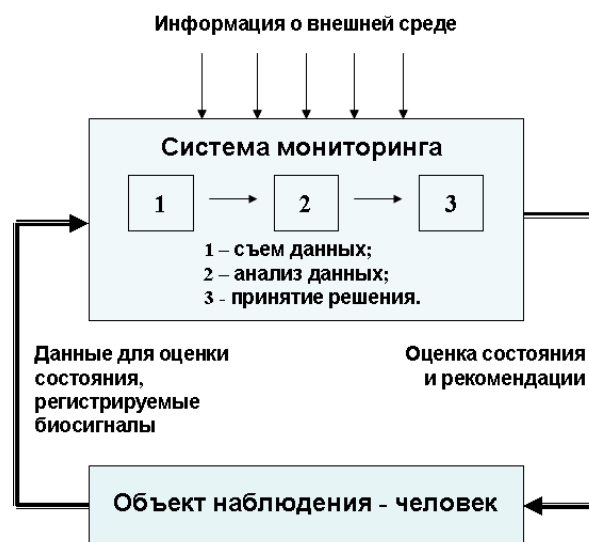 Информация о внешней среде
Система мониторинга
1
2
3
1 – съем данных;
2 – анализ данных;
3 - принятие решения.
Данные для оценки
состояния,
регистрируемые
биосигналы
Оценка состояния
и рекомендации
Объект наблюдения - человек